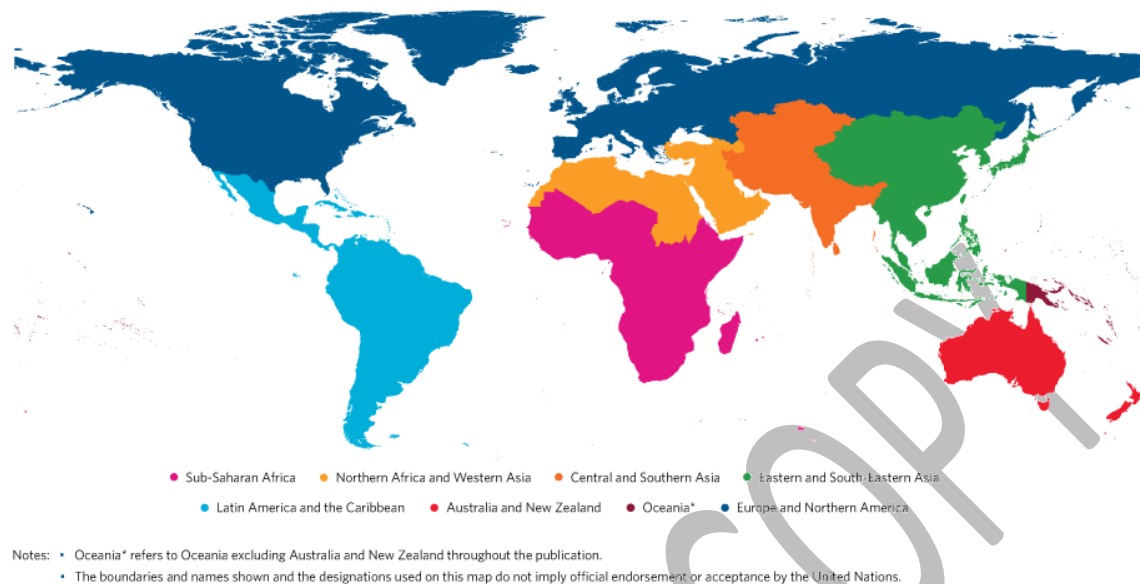 Sub-Saharan Africa Northern Africa and Western Asia Central and Southern Asia Eastern and South-Eastern Asia
Latin America and the Caribbean Australia and New Zealand Oceania* Europe and Northern America
Notes: ▪ Oceania* refers to Oceania excluding Australia and New Zealand throughout the publication.
▪ The boundaries and names shown and the designations used on this map do not imply official endorsement or acceptance by the United Nations.
COPY